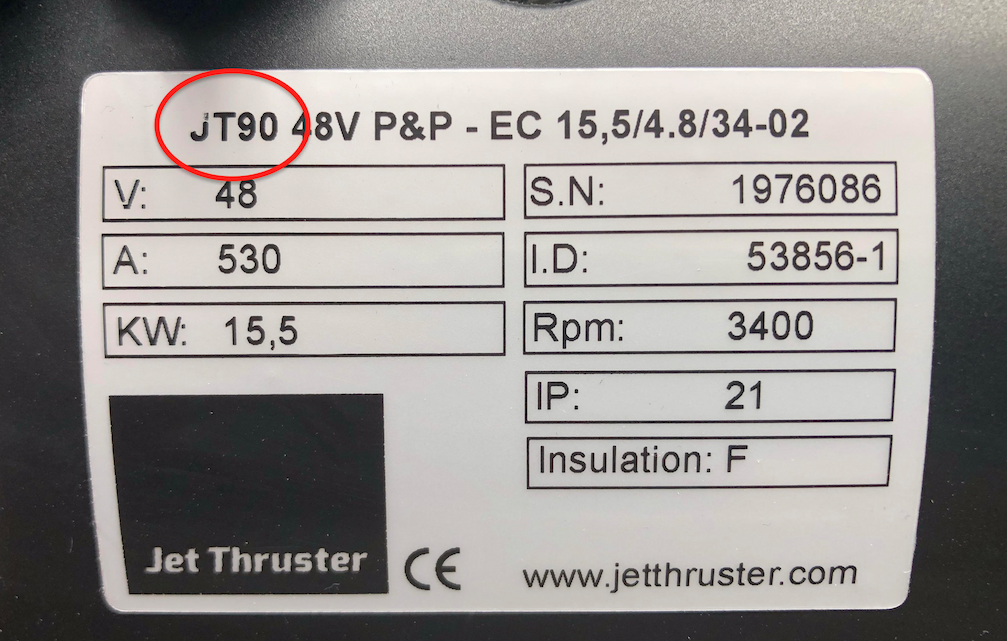 JT90 48V P&P - EC 15,5/4.8/34-02
V: 48
A: 530
KW: 15,5
S.N: 1976086
I.D: 53856-1
Rpm: 3400
IP: 21
Insulation: F
Jet Thruster
CE
www.jetthruster.com